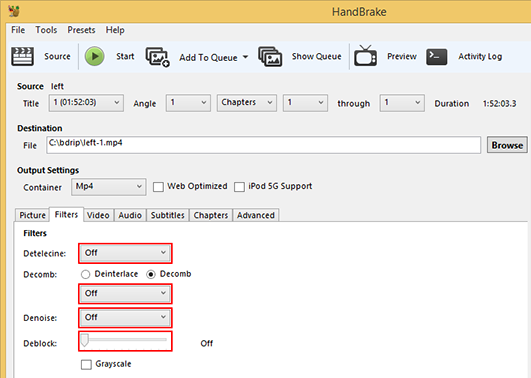 HandBrake
File Tools Presets Help
Source Start Add To Queue Show Queue Preview Activity Log
Source left
Title 1 (01:52:03) Angle 1 Chapters 1 through 1 Duration 1:52:03.3
Destination
File C:\bdrip\left-1.mp4 Browse
Output Settings
Container Mp4 Web Optimized iPod 5G Support
Picture Filters Video Audio Subtitles Chapters Advanced
Filters
Detelecine: Off
Decomb: Deinterlace Decomb
Off
Denoise: Off
Deblock: Off
Grayscale